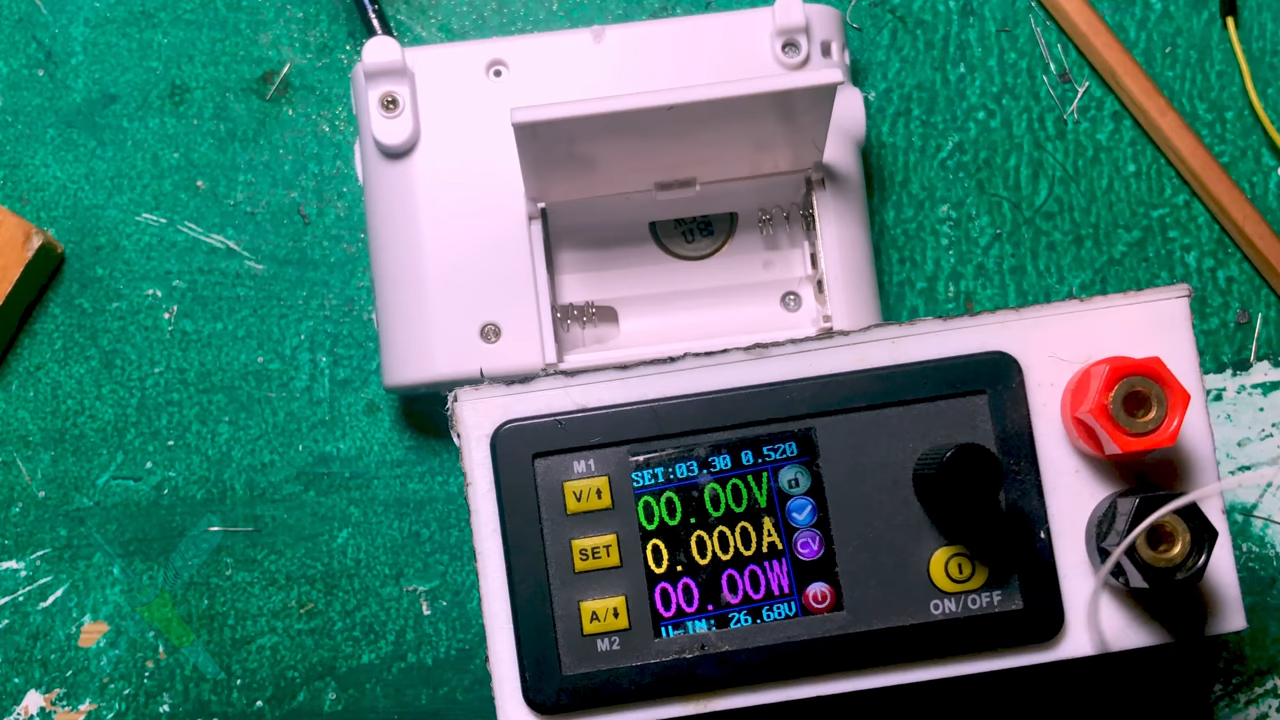 M1
V/⬆
SET
A/⬇
M2
SET:03.30 0.520
00.00V
0.000A
00.00W
U-IN: 26.68V
CV
ON/OFF